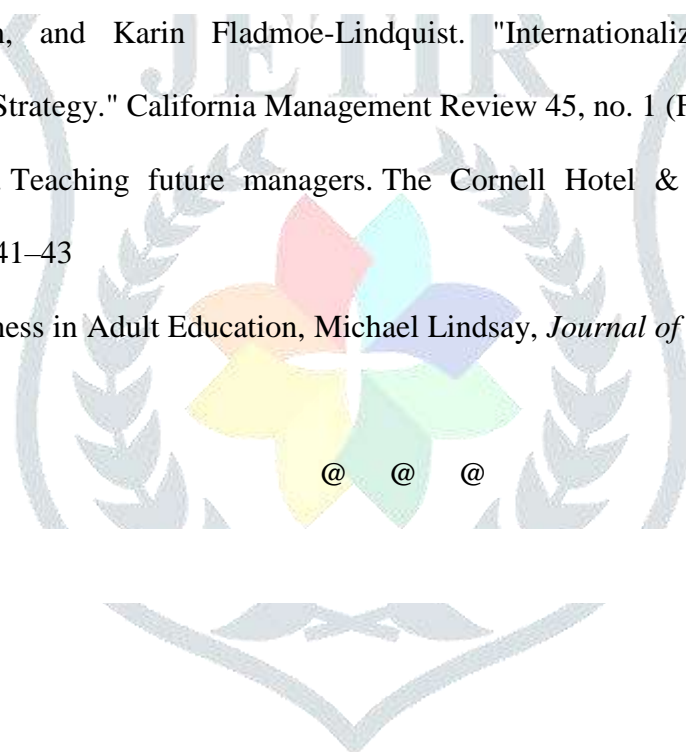 JETIR
and Karin Fladmoe-Lindquist. "Internationaliz
Strategy." California Management Review 45, no. 1 (F
Teaching future managers. The Cornell Hotel &
41–43
ness in Adult Education, Michael Lindsay, Journal of
@ @ @